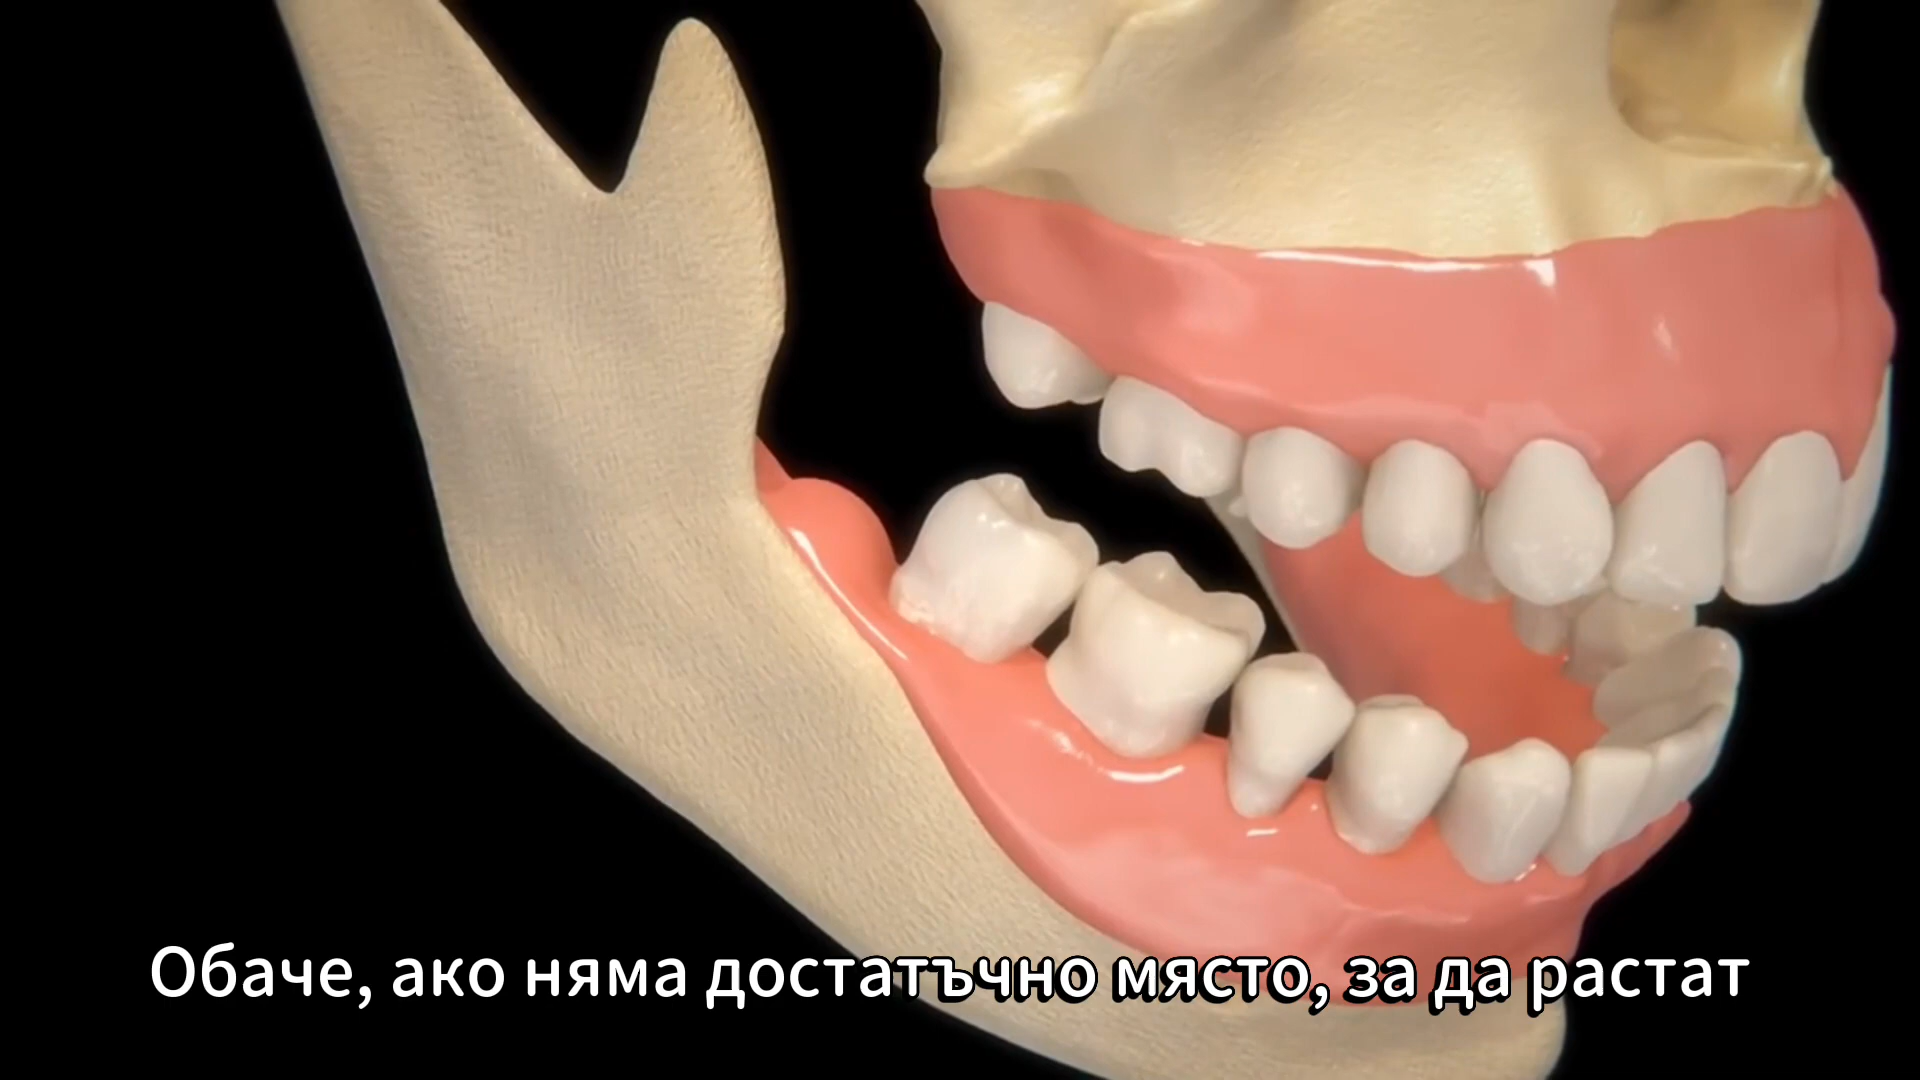 Обаче, ако няма достатъчно място, за да растат